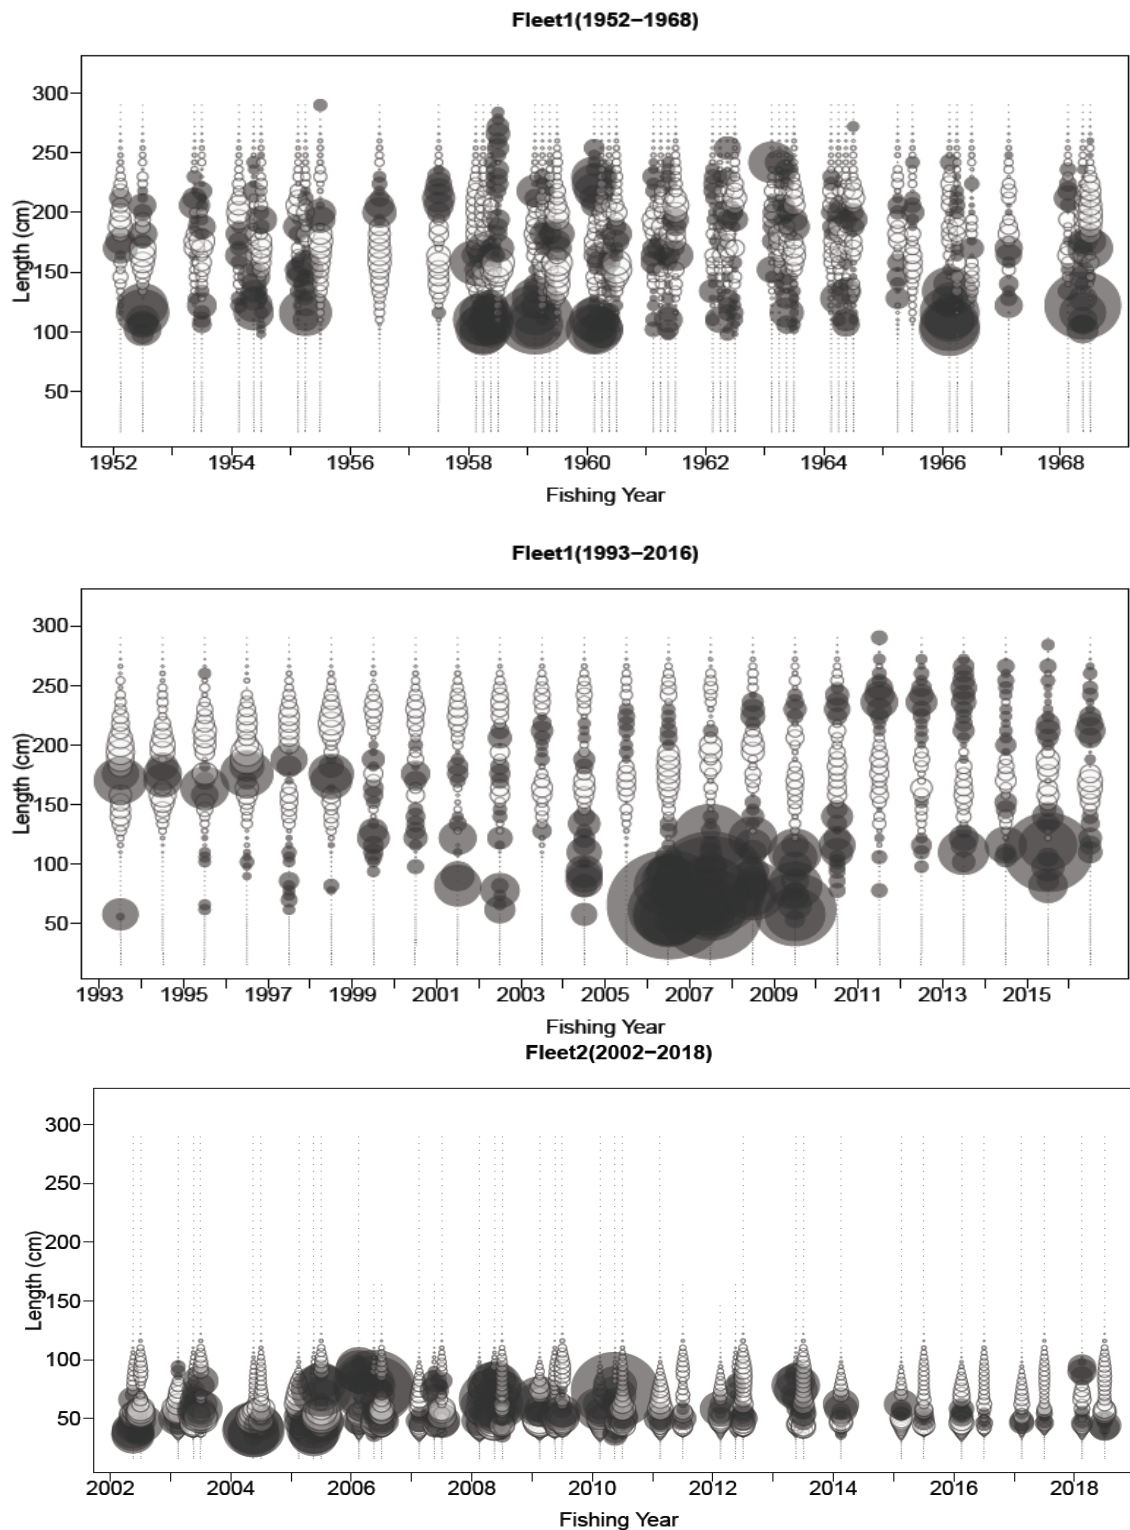 Fleet1(1952−1968)
300
250
200
150
100
50
Length (cm)
1952 1954 1956 1958 1960 1962 1964 1966 1968
Fishing Year
Fleet1(1993−2016)
300
250
200
150
100
50
Length (cm)
1993 1995 1997 1999 2001 2003 2005 2007 2009 2011 2013 2015
Fishing Year
Fleet2(2002−2018)
300
250
200
150
100
50
Length (cm)
2002 2004 2006 2008 2010 2012 2014 2016 2018
Fishing Year